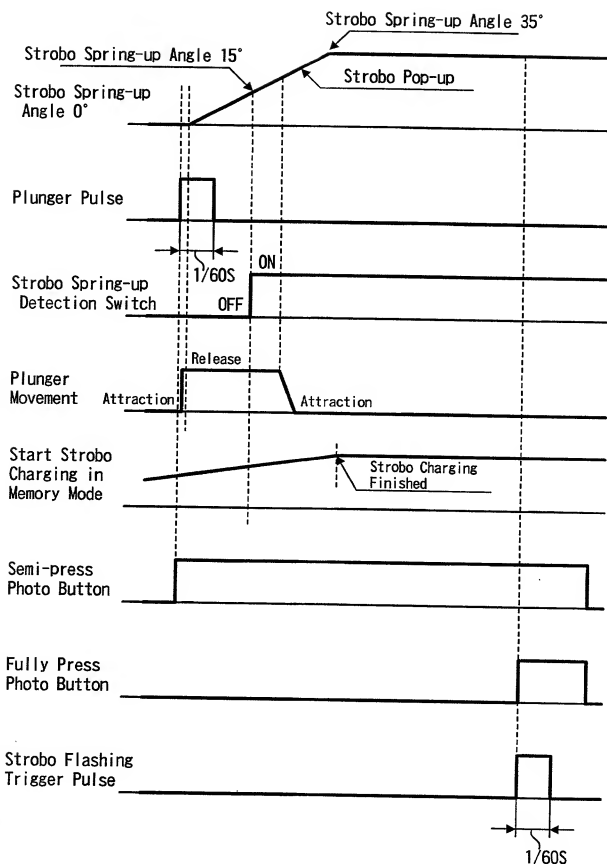 Strobo Spring-up Angle 35°
Strobo Spring-up Angle 15°
Strobo Pop-up
Strobo Spring-up
Angle 0°
Plunger Pulse
1/60S
ON
Strobo Spring-up
Detection Switch
OFF
Release
Plunger
Movement
Attraction
Attraction
Start Strobo
Charging in
Memory Mode
Strobo Charging
Finished
Semi-press
Photo Button
Fully Press
Photo Button
Strobo Flashing
Trigger Pulse
1/60S